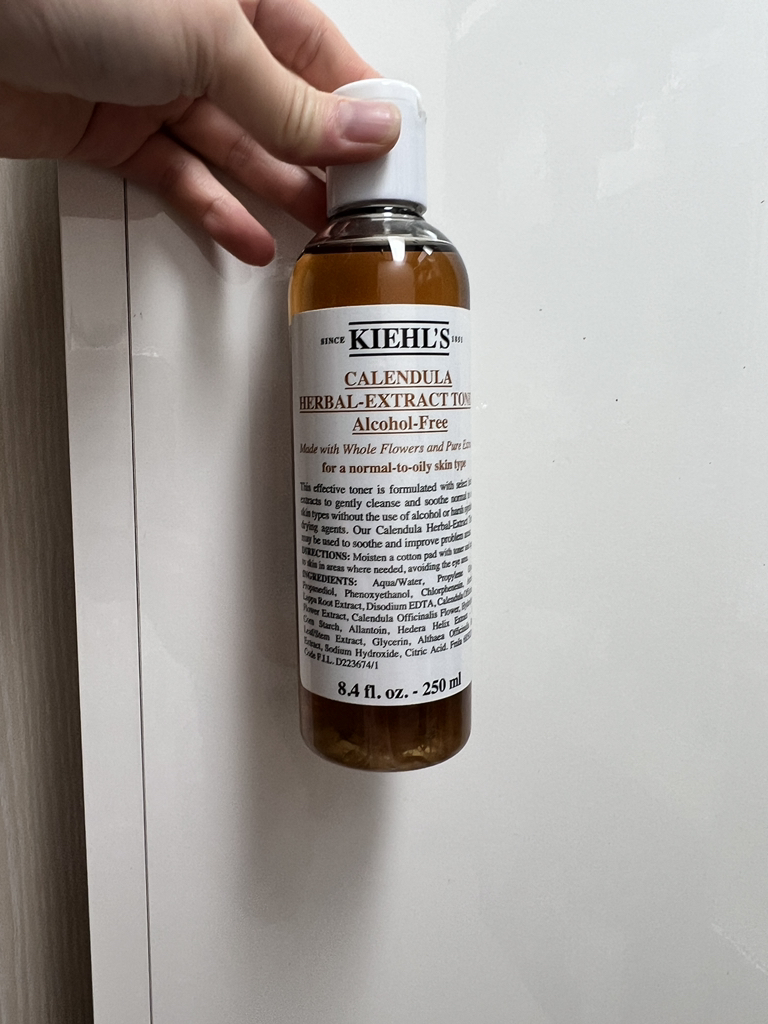 SINCE KIEHL'S 1851
CALENDULA
HERBAL-EXTRACT TON
Alcohol-Free
Made with Whole Flowers and Pure Ext
for a normal-to-oily skin type
This effective toner is formulated with select
extracts to gently cleanse and soothe normal
skin types without the use of alcohol or harsh
drying agents. Our Calendula Herbal-Extract
may be used to soothe and improve problem
DIRECTIONS: Moisten a cotton pad with toner
to skin in areas where needed, avoiding the eye area.
INGREDIENTS: Aqua/Water, Propylene
Propanediol, Phenoxyethanol, Chlorphenesin,
Lappa Root Extract, Disodium EDTA, Calendula
Flower Extract, Calendula Officinalis Flower,
Corn Starch, Allantoin, Hedera Helix
Leaf/Stem Extract, Glycerin, Althaea Officinalis
Extract, Sodium Hydroxide, Citric Acid. Fmla
Code F.I.L. D223674/1
8.4 fl. oz. - 250 ml